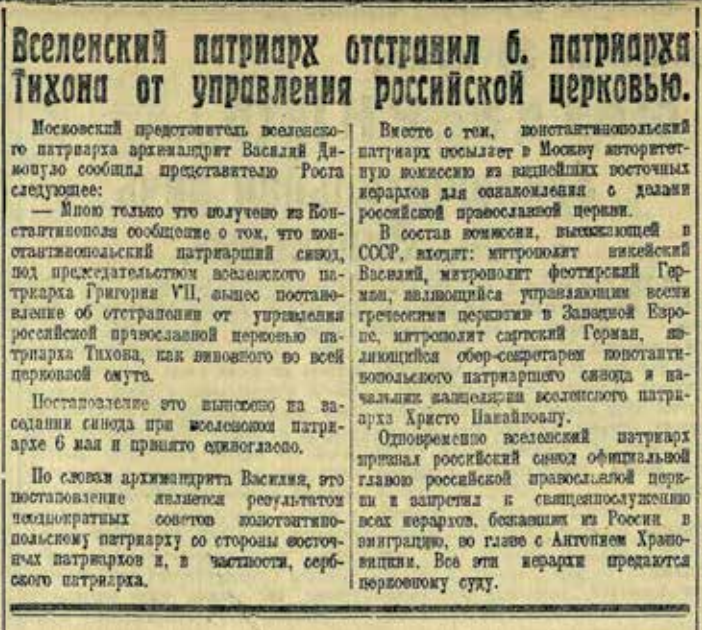 Вселенский патриарх отстранил б. патриарха
Тихона от управления российской церковью.
Московский представитель вселенско-
го патриарха архимандрит Василий Ди-
мопуло сообщил представителю Роста
следующее:
— Мною только что получено из Кон-
стантинополя сообщение о том, что кон-
стантинопольский патриарший синод,
под председательством вселенского па-
триарха Григория VII, вынес постано-
вление об отстранении от управления
российской православной церковью па-
триарха Тихона, как виновного во всей
церковной смуте.
Постановление это вынесено на за-
седании синода при вселенском патри-
архе 6 мая и принято единогласно.
По словам архимандрита Василия, это
постановление является результатом
неоднократных советов константино-
польскому патриарху со стороны восточ-
ных патриархов и, в частности, серб-
ского патриарха.
Вместе с тем, константинопольский
патриарх посылает в Москву авторитет-
ную комиссию из виднейших восточных
иерархов для ознакомления с делами
российской православной церкви.
В состав комиссии, выезжающей в
СССР, входит: митрополит никейский
Василий, митрополит феотирский Гер-
ман, являющийся управляющим всеми
греческими церквями в Западной Евро-
пе, митрополит сартский Герман, яв-
ляющийся обер-секретарем константи-
нопольского патриаршего синода и на-
чальник канцелярии вселенского патри-
арха Христо
Одновременно вселенский патриарх
признал российский синод официальной
главою российской православной церк-
ви и запретил к священнослужению
всех иерархов, бежавших из России в
эмиграцию, во главе с Антонием Храпо-
вицким. Все эти иерархи предаются
церковному суду.